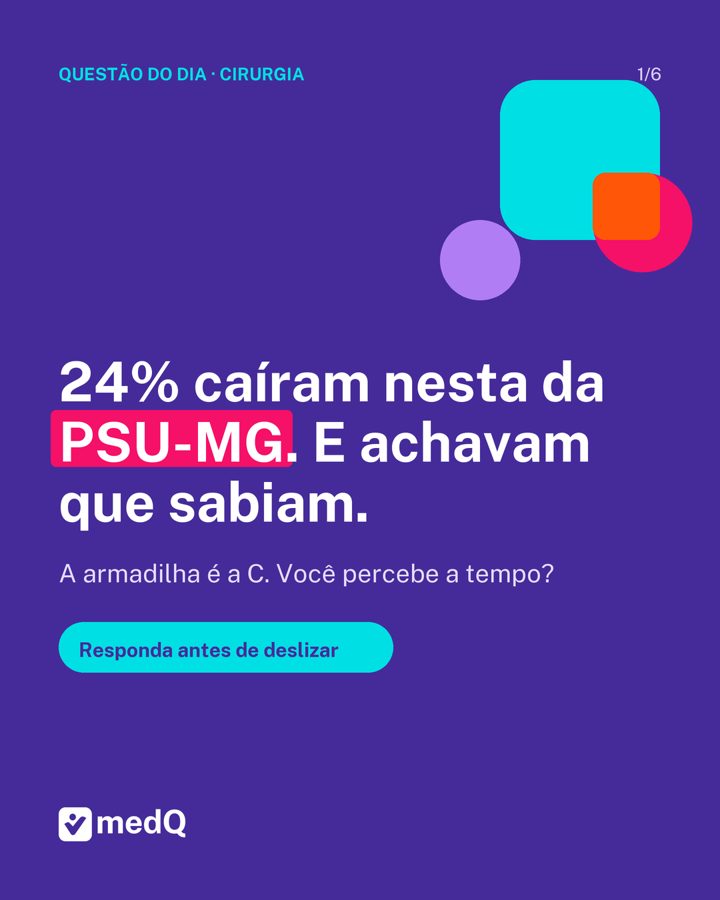 QUESTÃO DO DIA · CIRURGIA
1/6
24% caíram nesta da
PSU-MG. E achavam
que sabiam.
A armadilha é a C. Você percebe a tempo?
Responda antes de deslizar
medQ